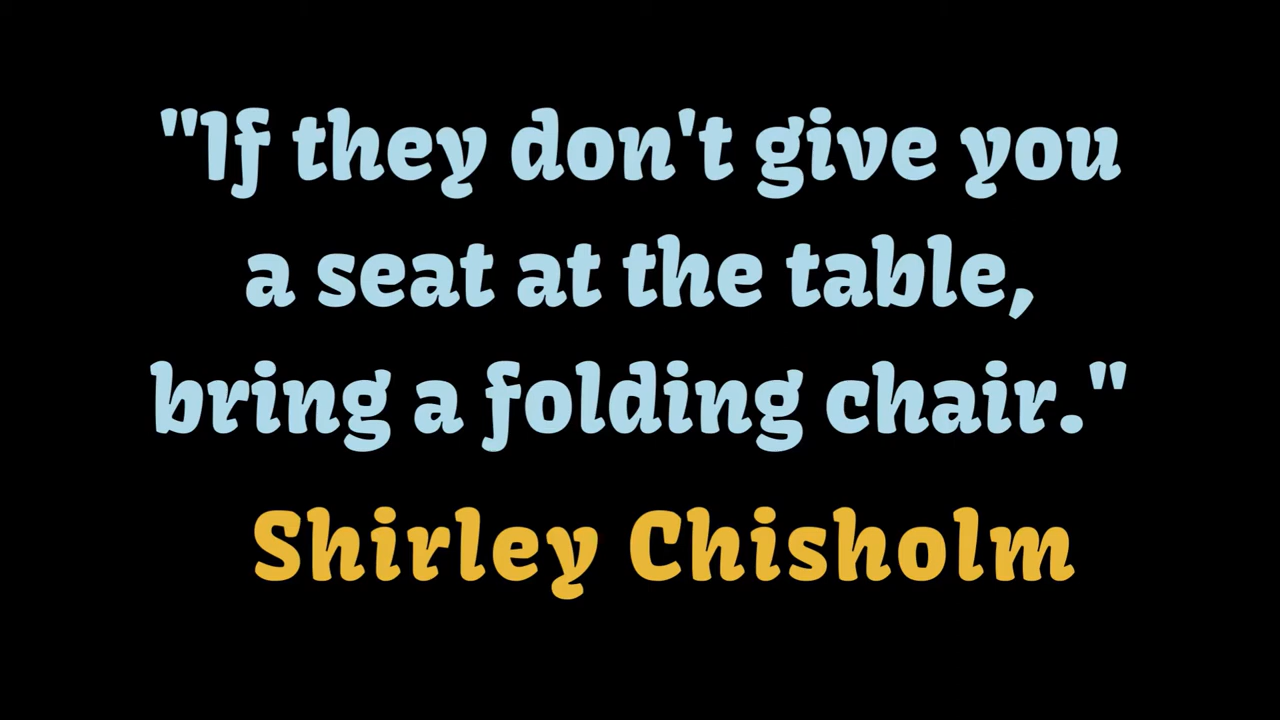 "If they don't give you
a seat at the table,
bring a folding chair."
Shirley Chisholm